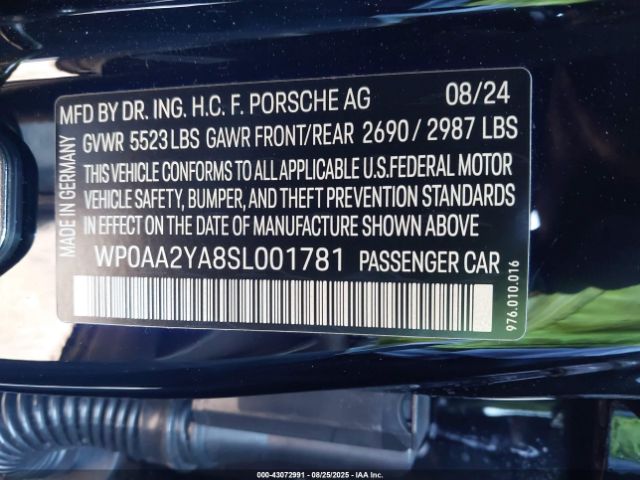 MFD BY DR. ING. H.C. F. PORSCHE AG 08/24
GVWR 5523 LBS GAWR FRONT/REAR 2690 / 2987 LBS
THIS VEHICLE CONFORMS TO ALL APPLICABLE U.S.FEDERAL MOTOR
VEHICLE SAFETY, BUMPER, AND THEFT PREVENTION STANDARDS
IN EFFECT ON THE DATE OF MANUFACTURE SHOWN ABOVE
WP0AA2YA8SL001781 PASSENGER CAR
MADE IN GERMANY
976.010.016
000-43072991 - 08/25/2025 - IAA Inc.